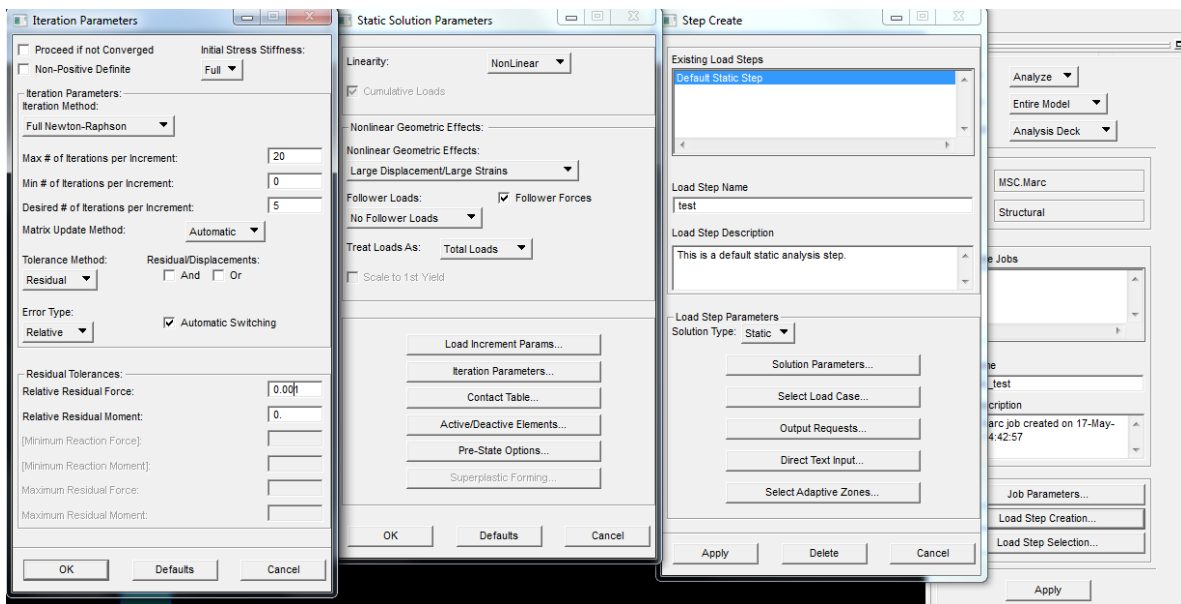 Iteration Parameters
Proceed if not Converged
Initial Stress Stiffness:
Non-Positive Definite
Full
Iteration Parameters:
Iteration Method:
Full Newton-Raphson
Max # of Iterations per Increment:
20
Min # of Iterations per Increment:
0
Desired # of Iterations per Increment:
5
Matrix Update Method:
Automatic
Tolerance Method:
Residual/Displacements:
Residual
And
Or
Error Type:
Relative
Automatic Switching
Residual Tolerances:
Relative Residual Force:
0.001
Relative Residual Moment:
0.
[Minimum Reaction Force]:
[Minimum Reaction Moment]:
Maximum Residual Force:
Maximum Residual Moment:
OK
Defaults
Cancel
Static Solution Parameters
Linearity:
NonLinear
Cumulative Loads
Nonlinear Geometric Effects:
Nonlinear Geometric Effects:
Large Displacement/Large Strains
Follower Loads:
Follower Forces
No Follower Loads
Treat Loads As:
Total Loads
Scale to 1st Yield
Load Increment Params...
Iteration Parameters...
Contact Table...
Active/Deactive Elements...
Pre-State Options...
Superplastic Forming...
OK
Defaults
Cancel
Step Create
Existing Load Steps
Default Static Step
Load Step Name
test
Load Step Description
This is a default static analysis step.
Load Step Parameters
Solution Type:
Static
Solution Parameters...
Select Load Case...
Output Requests...
Direct Text Input...
Select Adaptive Zones...
Apply
Delete
Cancel
Analyze
Entire Model
Analysis Deck
MSC.Marc
Structural
e Jobs
_test
cription
arc job created on 17-May-
4:42:57
Job Parameters...
Load Step Creation...
Load Step Selection...
Apply